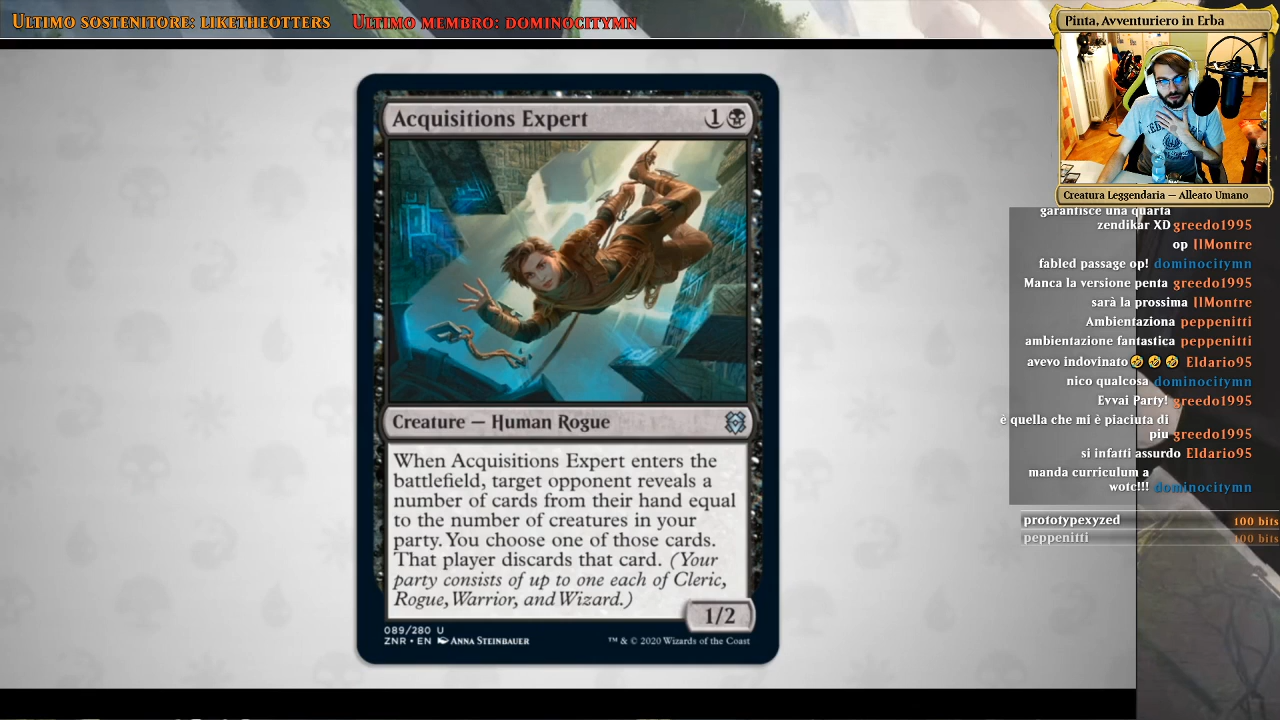 Ultimo sostenitore: liketheotters
Ultimo membro: dominocitymn
Pinta, Avventuriero in Erba
Creatura Leggendaria — Alleato Umano
Acquisitions Expert
1
Creature — Human Rogue
When Acquisitions Expert enters the
battlefield, target opponent reveals a
number of cards from their hand equal
to the number of creatures in your
party. You choose one of those cards.
That player discards that card. (Your
party consists of up to one each of Cleric,
Rogue, Warrior, and Wizard.)
1/2
089/280 U
ZNR • EN Anna Steinbauer
™ & © 2020 Wizards of the Coast
garantisce una quarta
zendikar XD greedo1995
op IlMontre
fabled passage op! dominocitymn
Manca la versione penta greedo1995
sarà la prossima IlMontre
Ambientaziona peppenitti
ambientazione fantastica peppenitti
avevo indovinato🤣 🤣 🤣 Eldario95
nico qualcosa dominocitymn
Evvai Party! greedo1995
è quella che mi è piaciuta di
piu greedo1995
si infatti assurdo Eldario95
manda curriculum a
wotc!!! dominocitymn
prototypexyzed 100 bits
peppenitti 100 bits